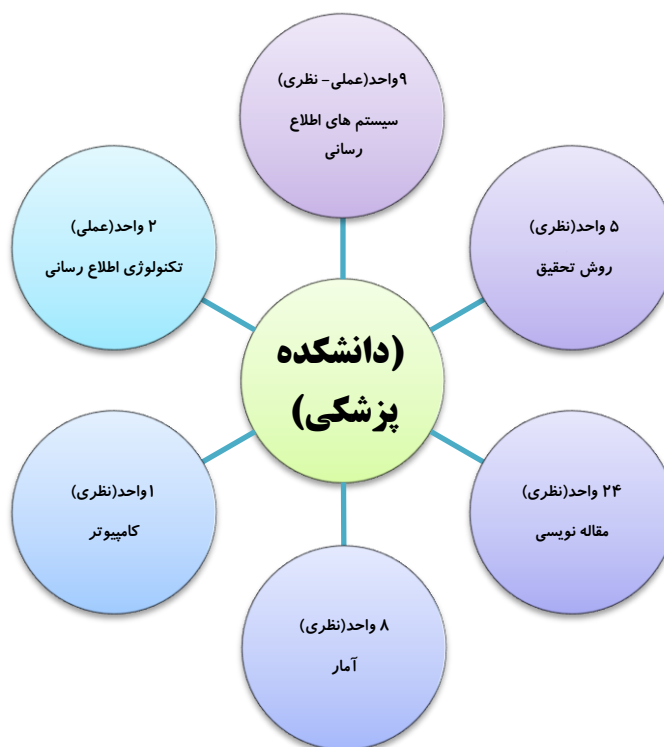 ۹واحد(عملی- نظری)
سیستم های اطلاع
رسانی
۵ واحد(نظری)
روش تحقیق
۲۴ واحد(نظری)
مقاله نویسی
۸ واحد(نظری)
آمار
۱واحد(نظری)
کامپیوتر
۲ واحد(عملی)
تکنولوژی اطلاع رسانی
(دانشکده
پزشکی)